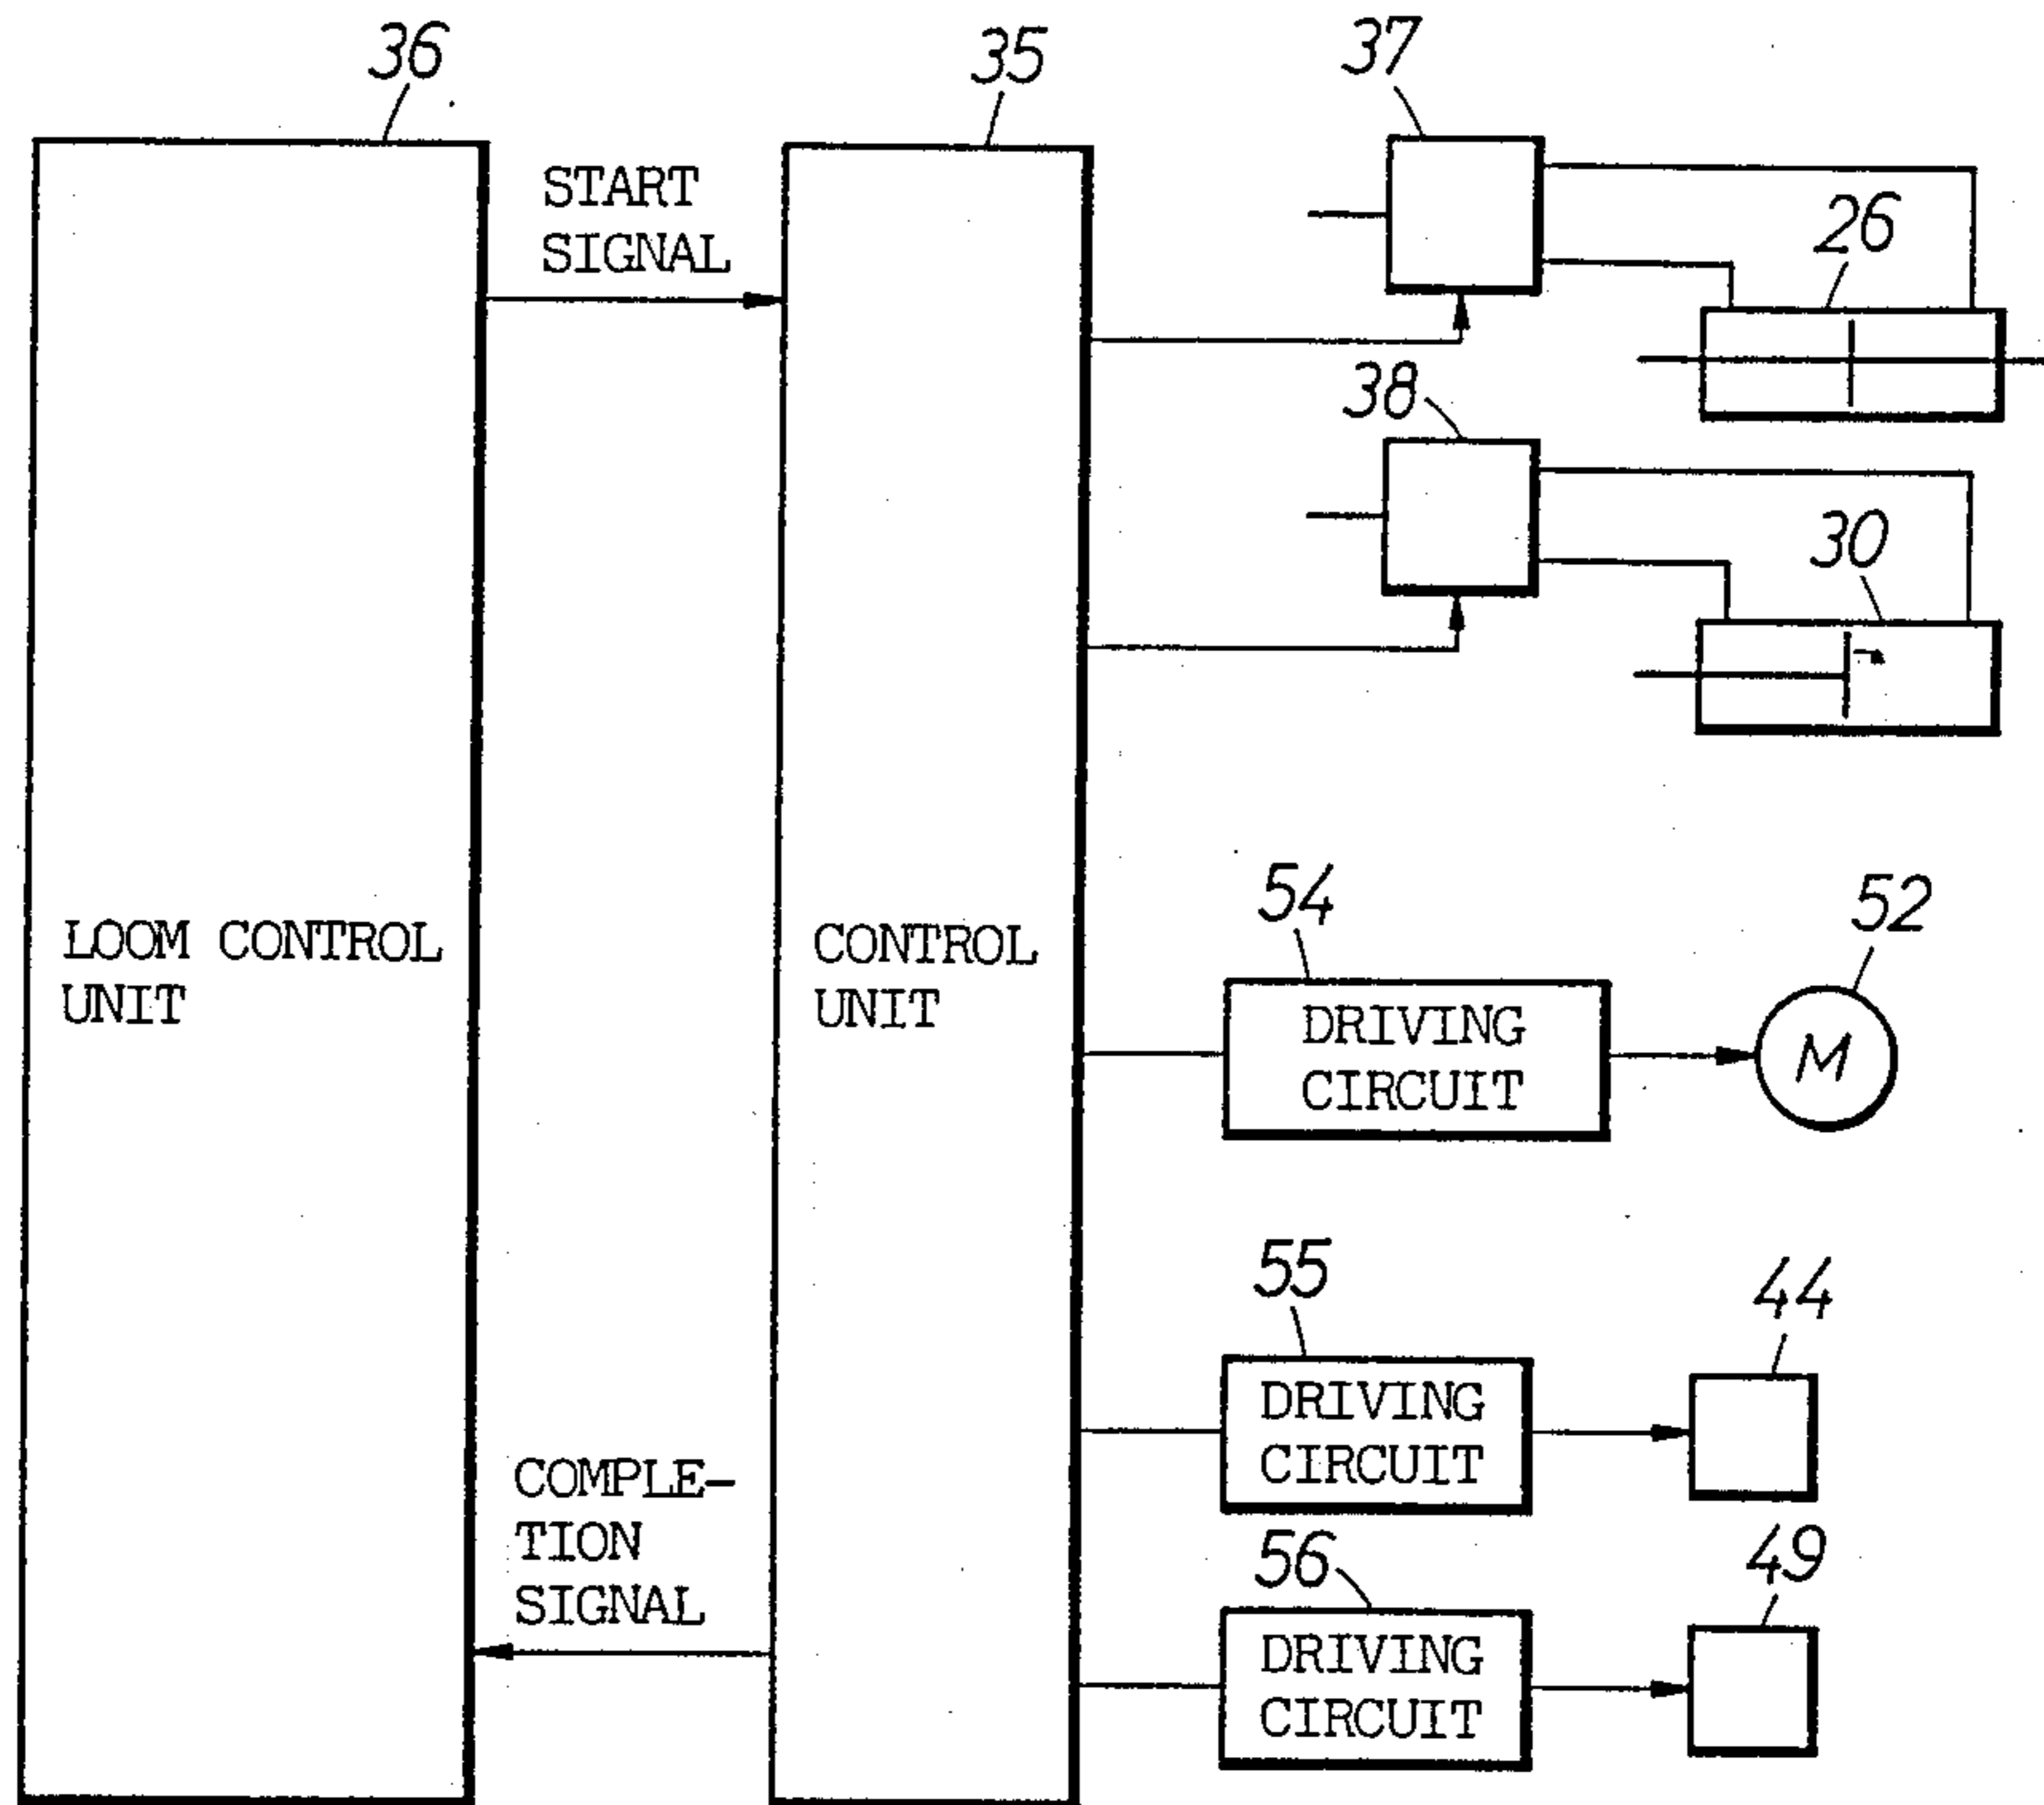 36
35
37
START
SIGNAL
26
38
30
LOOM CONTROL
UNIT
CONTROL
UNIT
54
52
DRIVING
CIRCUIT
M
55
44
DRIVING
CIRCUIT
COMPLE-
TION
SIGNAL
56
49
DRIVING
CIRCUIT